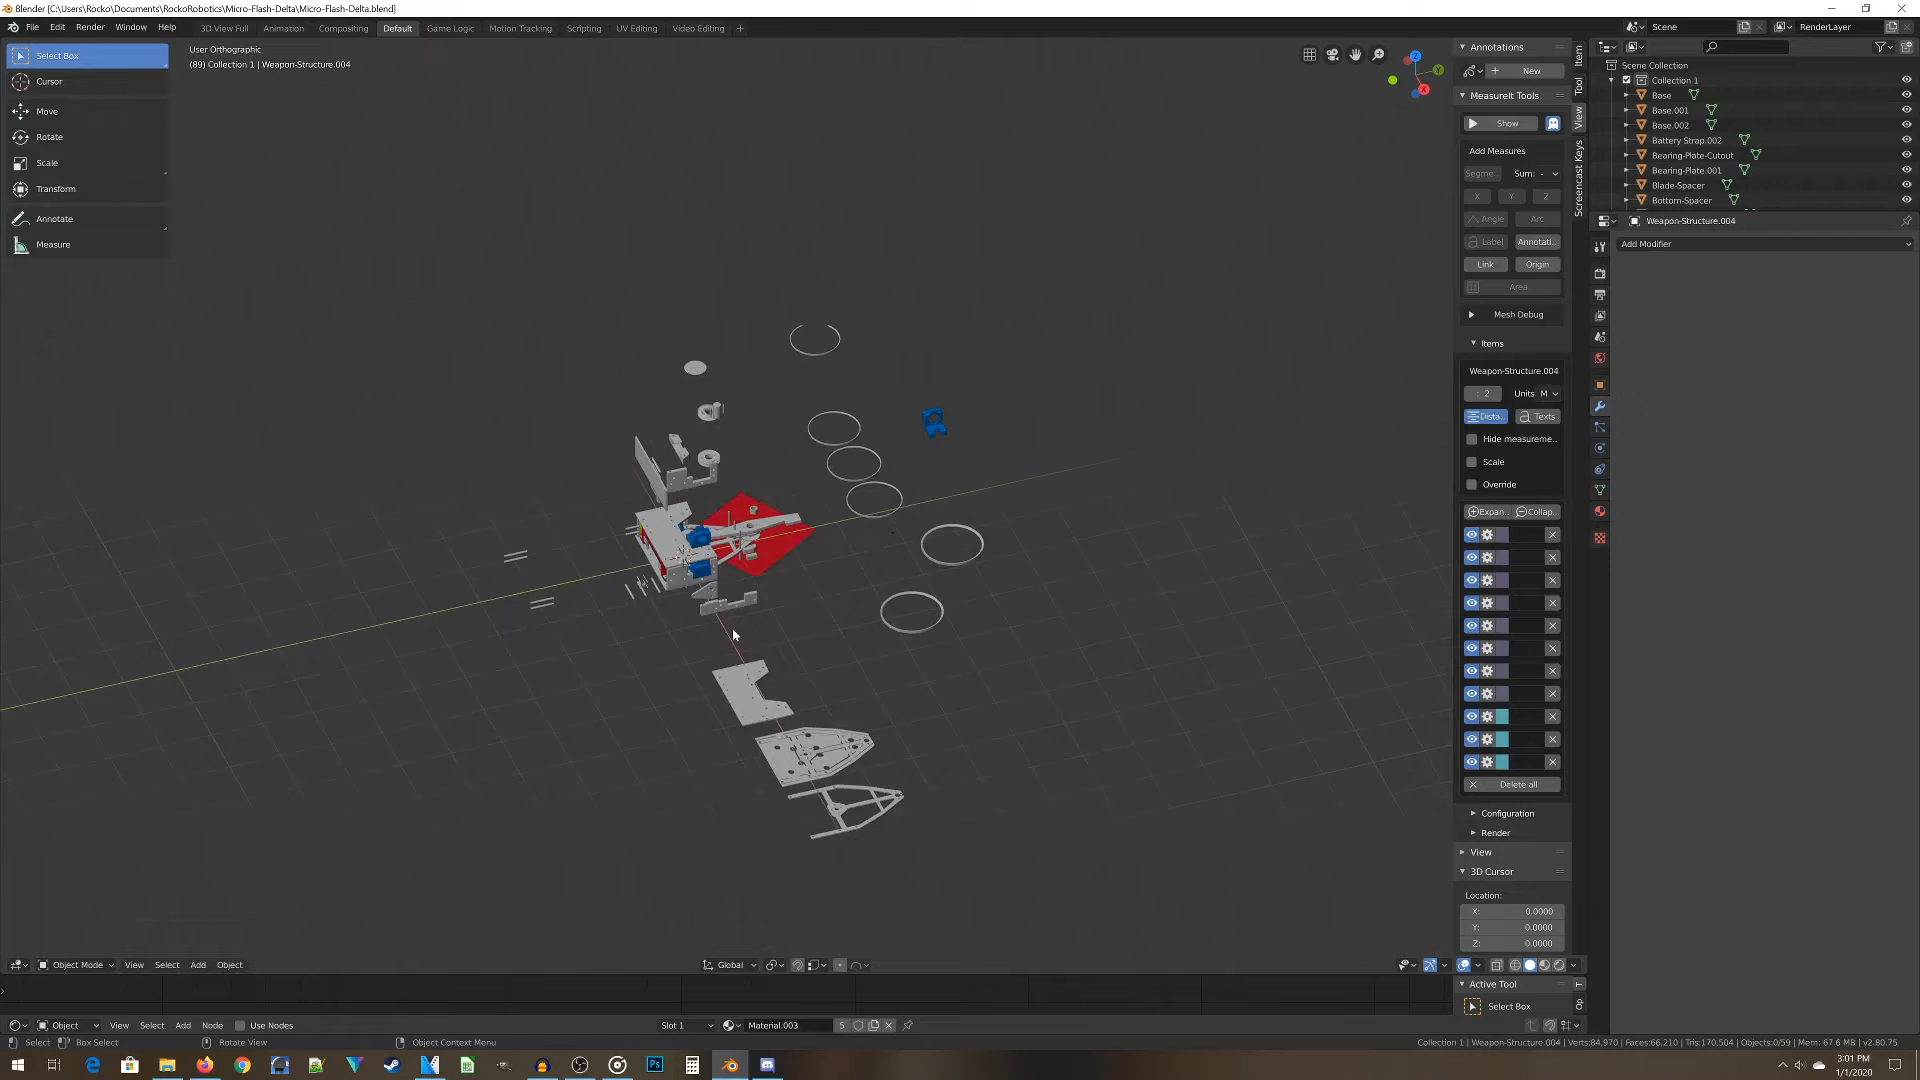 Blender [C:\Users\Rocko\Documents\RockoRobotics\Micro-Flash-Delta\Micro-Flash-Delta.blend]
File Edit Render Window Help
3D View Full Animation Compositing Default Game Logic Motion Tracking Scripting UV Editing Video Editing +
Scene
RenderLayer
Select Box
Cursor
Move
Rotate
Scale
Transform
Annotate
Measure
User Orthographic
(89) Collection 1 | Weapon-Structure.004
Z
Y
X
Annotations
+ New
MeasureIt Tools
Show
Add Measures
Segme.. Sum: -
X Y Z
Angle Arc
Label Annotati..
Link Origin
Area
Mesh Debug
Items
Weapon-Structure.004
: 2 Units M
Dista.. Texts
Hide measureme..
Scale
Override
Expan.. Collap..
Delete all
Configuration
Render
View
3D Cursor
Location:
X: 0.0000
Y: 0.0000
Z: 0.0000
Item
Tool
View
Screencast Keys
Scene Collection
Collection 1
Base
Base.001
Base.002
Battery Strap.002
Bearing-Plate-Cutout
Bearing-Plate.001
Blade-Spacer
Bottom-Spacer
Weapon-Structure.004
Add Modifier
Object Mode View Select Add Object
Global
Active Tool
Select Box
Object View Select Add Node Use Nodes
Slot 1
Material.003 5
Select Box Select Rotate View Object Context Menu
Collection 1 | Weapon-Structure.004 | Verts:84,970 | Faces:66,210 | Tris:170,504 | Objects:0/59 | Mem: 67.6 MB | v2.80.75
Ps
3:01 PM
1/1/2020